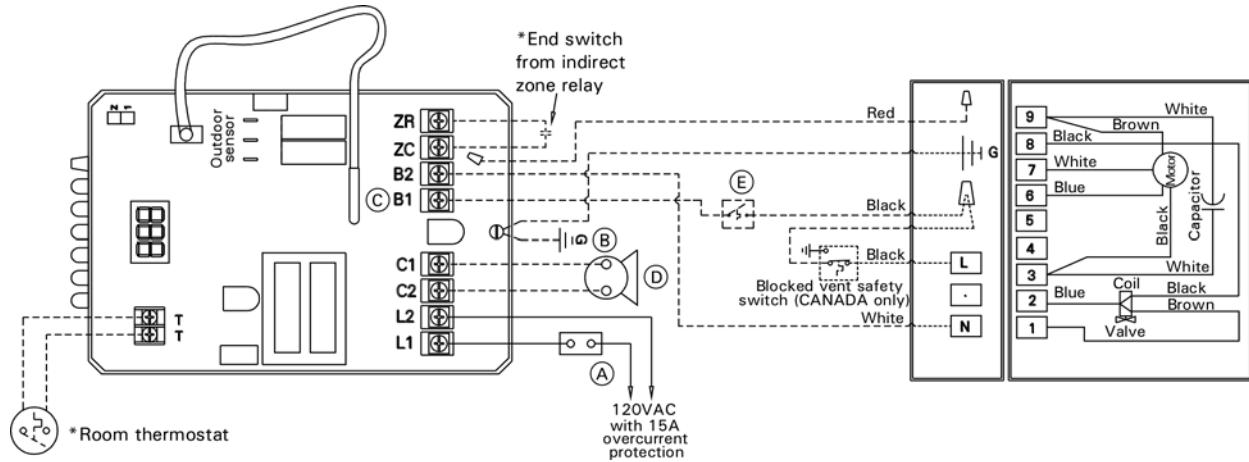 *End switch
from indirect
zone relay
2 1
Outdoor
sensor
ZR
ZC
B2
C B1
C1
C2
L2
L1
T
T
*Room thermostat
A
B
D
E
G
120VAC
with 15A
overcurrent
protection
Red
G
Black
Black
Blocked vent safety
switch (CANADA only)
White
L
N
9
8
7
6
5
4
3
2
1
White
Brown
Black
White
Blue
Motor
Black
Capacitor
White
Coil
Blue
Black
Brown
Valve